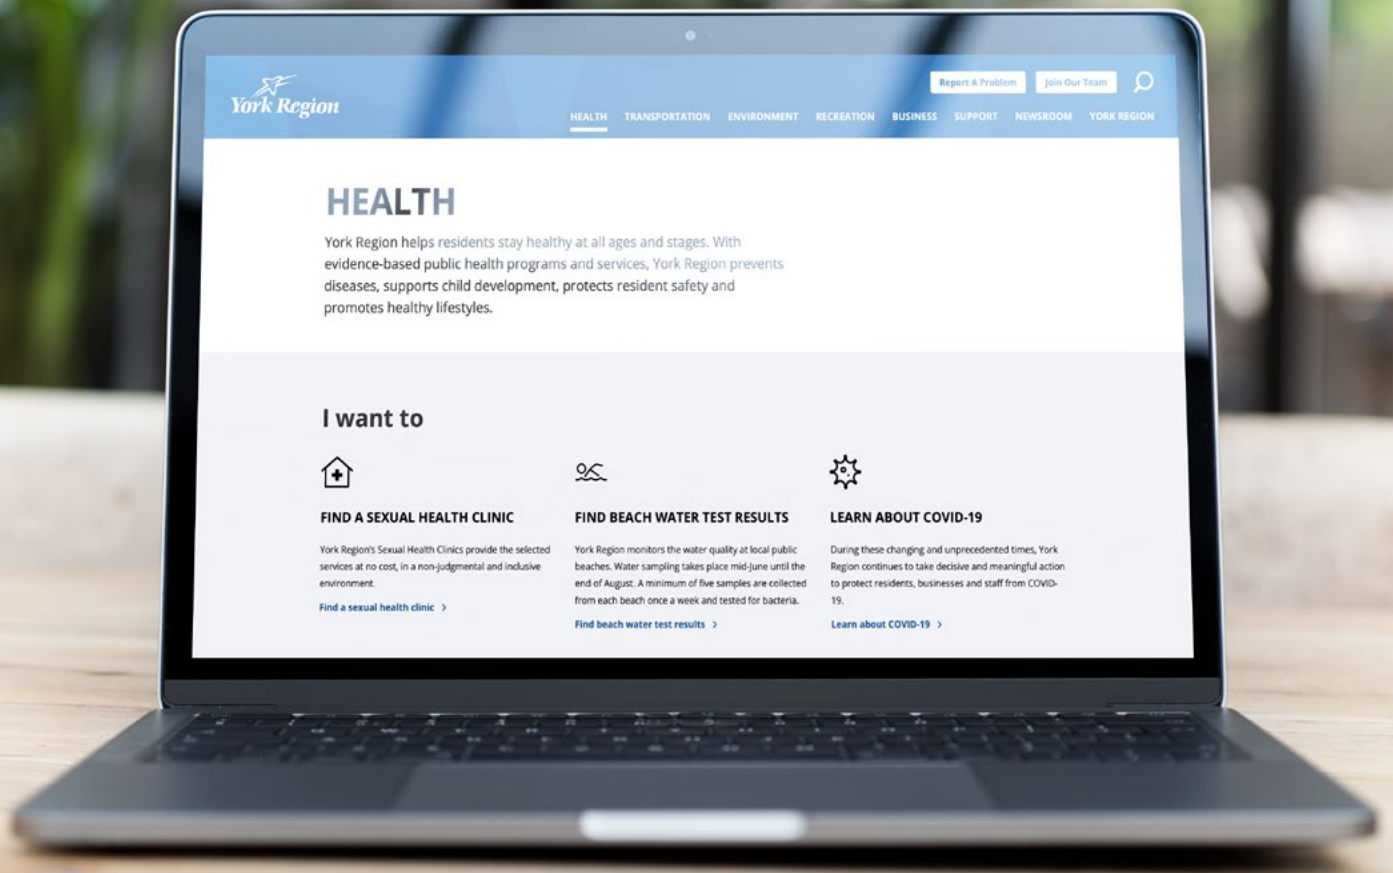 York Region
Report A Problem
Join Our Team
HEALTH TRANSPORTATION ENVIRONMENT RECREATION BUSINESS SUPPORT NEWSROOM YORK REGION
HEALTH
York Region helps residents stay healthy at all ages and stages. With
evidence-based public health programs and services, York Region prevents
diseases, supports child development, protects resident safety and
promotes healthy lifestyles.
I want to
FIND A SEXUAL HEALTH CLINIC
York Region's Sexual Health Clinics provide the selected
services at no cost, in a non-judgmental and inclusive
environment.
Find a sexual health clinic >
FIND BEACH WATER TEST RESULTS
York Region monitors the water quality at local public
beaches. Water sampling takes place mid-June until the
end of August. A minimum of five samples are collected
from each beach once a week and tested for bacteria.
Find beach water test results >
LEARN ABOUT COVID-19
During these changing and unprecedented times, York
Region continues to take decisive and meaningful action
to protect residents, businesses and staff from COVID-
19.
Learn about COVID-19 >